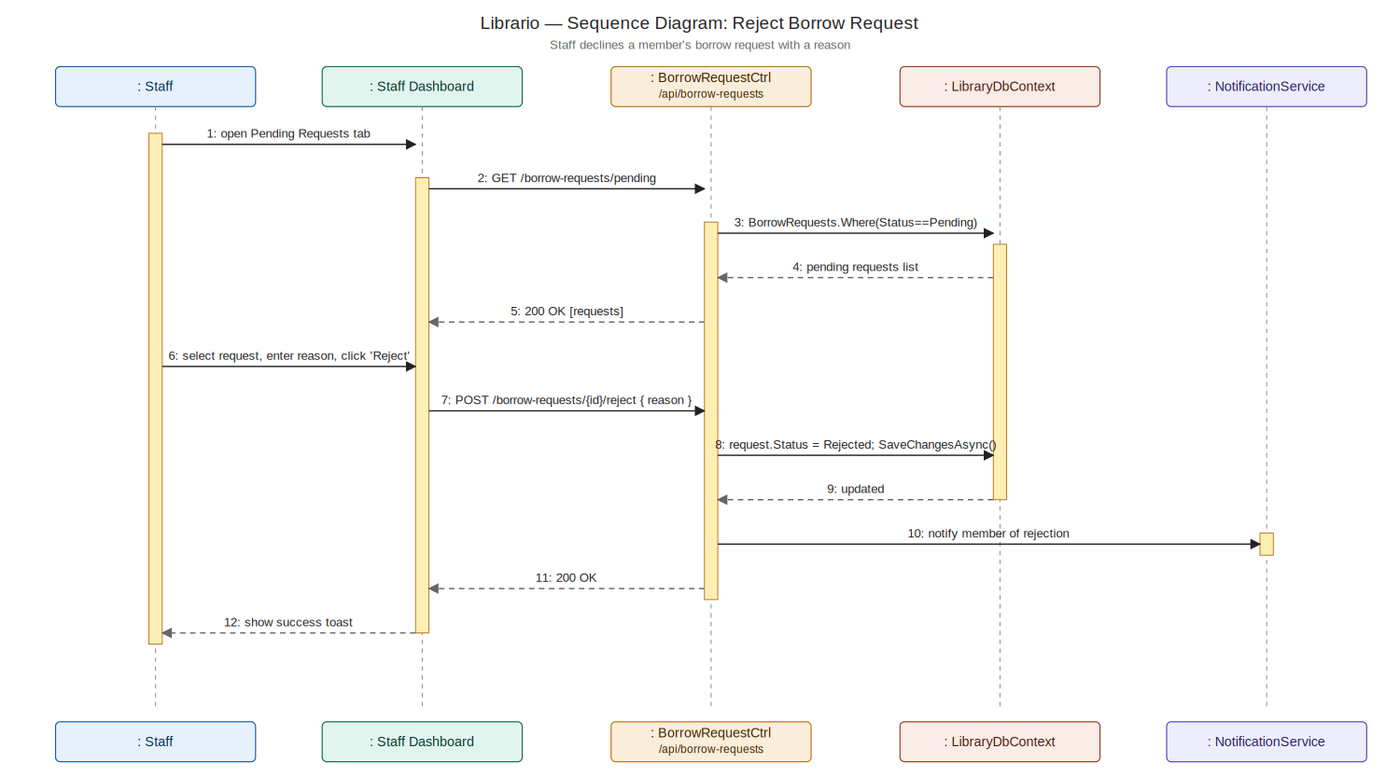 Librario — Sequence Diagram: Reject Borrow Request
Staff declines a member's borrow request with a reason
: Staff
: Staff Dashboard
: BorrowRequestCtrl
/api/borrow-requests
: LibraryDbContext
: NotificationService
1: open Pending Requests tab
2: GET /borrow-requests/pending
3: BorrowRequests.Where(Status==Pending)
4: pending requests list
5: 200 OK [requests]
6: select request, enter reason, click 'Reject'
7: POST /borrow-requests/{id}/reject { reason }
8: request.Status = Rejected; SaveChangesAsync()
9: updated
10: notify member of rejection
11: 200 OK
12: show success toast
: Staff
: Staff Dashboard
: BorrowRequestCtrl
/api/borrow-requests
: LibraryDbContext
: NotificationService